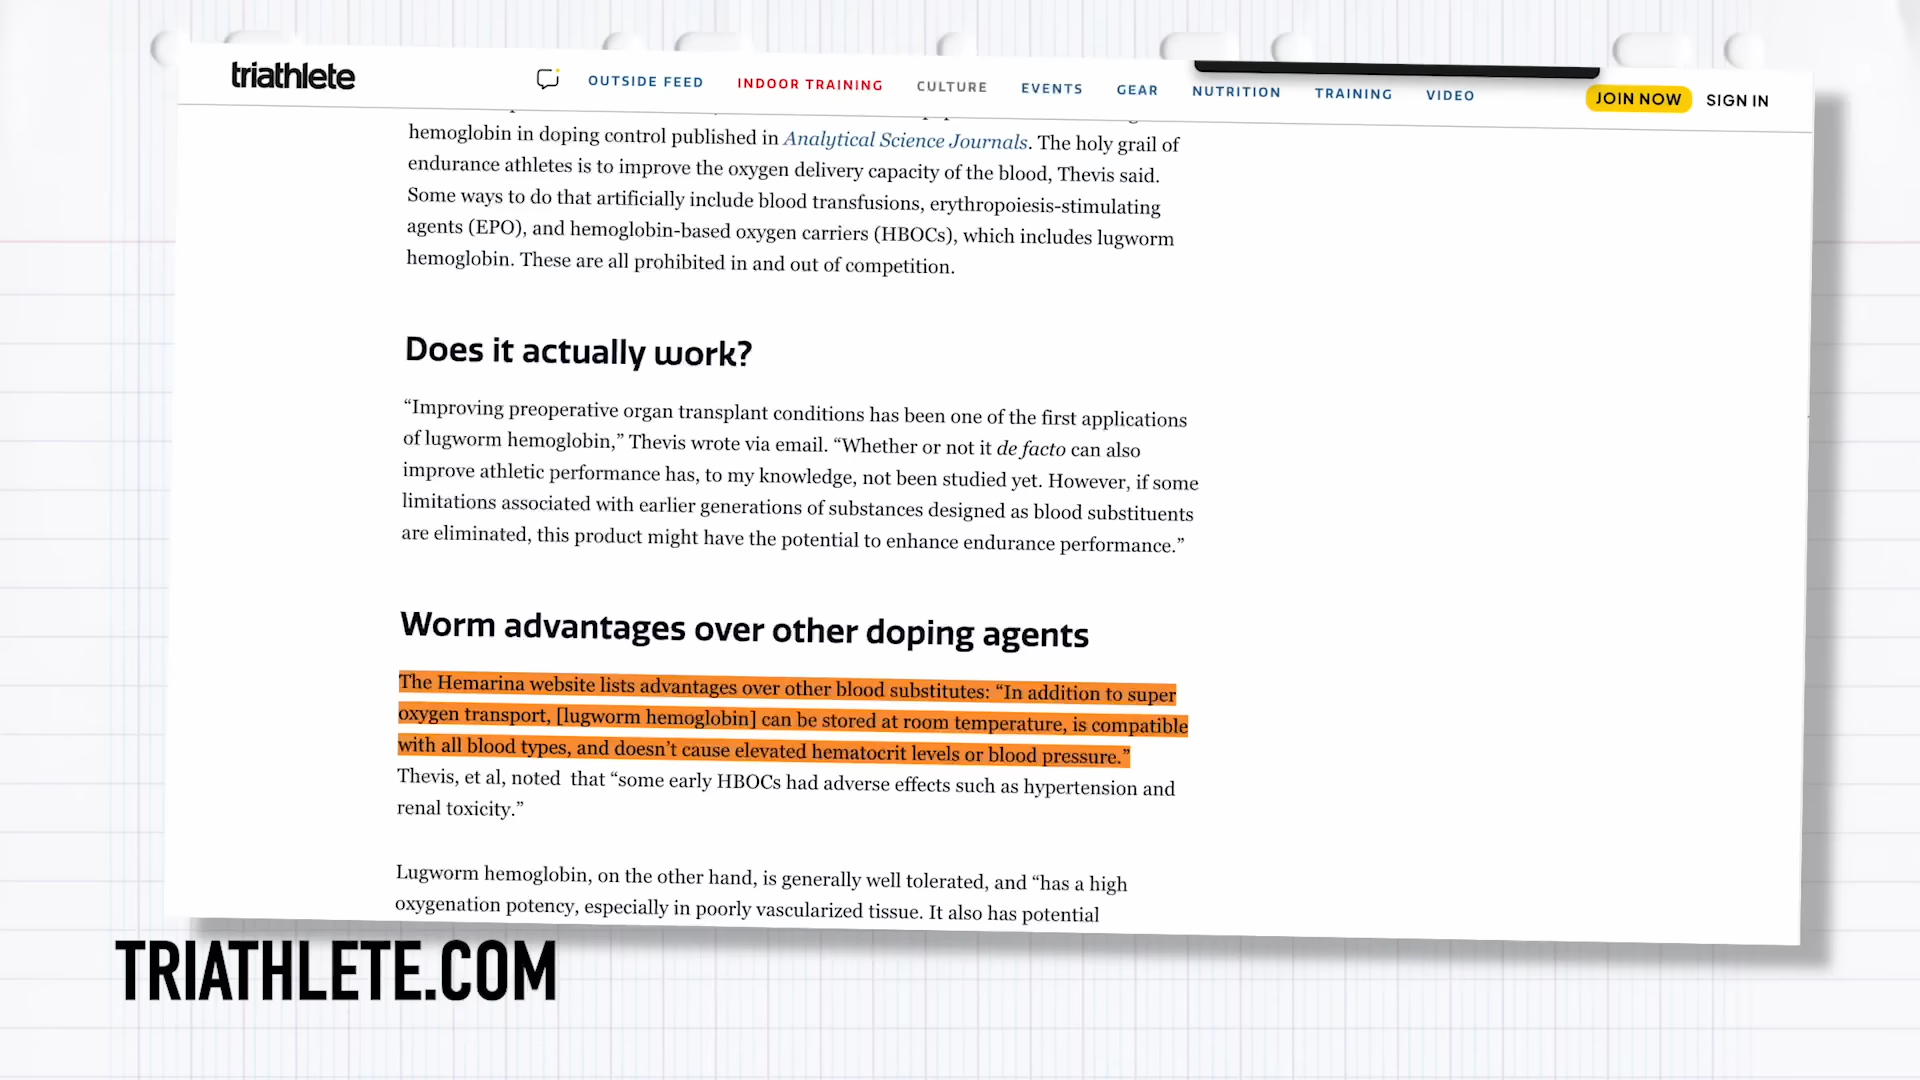 triathlete
OUTSIDE FEED
INDOOR TRAINING
CULTURE
EVENTS
GEAR
NUTRITION
TRAINING
VIDEO
JOIN NOW
SIGN IN
hemoglobin in doping control published in Analytical Science Journals. The holy grail of
endurance athletes is to improve the oxygen delivery capacity of the blood, Thevis said.
Some ways to do that artificially include blood transfusions, erythropoiesis-stimulating
agents (EPO), and hemoglobin-based oxygen carriers (HBOCs), which includes lugworm
hemoglobin. These are all prohibited in and out of competition.
Does it actually work?
“Improving preoperative organ transplant conditions has been one of the first applications
of lugworm hemoglobin,” Thevis wrote via email. “Whether or not it de facto can also
improve athletic performance has, to my knowledge, not been studied yet. However, if some
limitations associated with earlier generations of substances designed as blood substituents
are eliminated, this product might have the potential to enhance endurance performance.”
Worm advantages over other doping agents
The Hemarina website lists advantages over other blood substitutes: “In addition to super
oxygen transport, [lugworm hemoglobin] can be stored at room temperature, is compatible
with all blood types, and doesn’t cause elevated hematocrit levels or blood pressure.”
Thevis, et al, noted that “some early HBOCs had adverse effects such as hypertension and
renal toxicity.”
Lugworm hemoglobin, on the other hand, is generally well tolerated, and “has a high
oxygenation potency, especially in poorly vascularized tissue. It also has potential
TRIATHLETE.COM